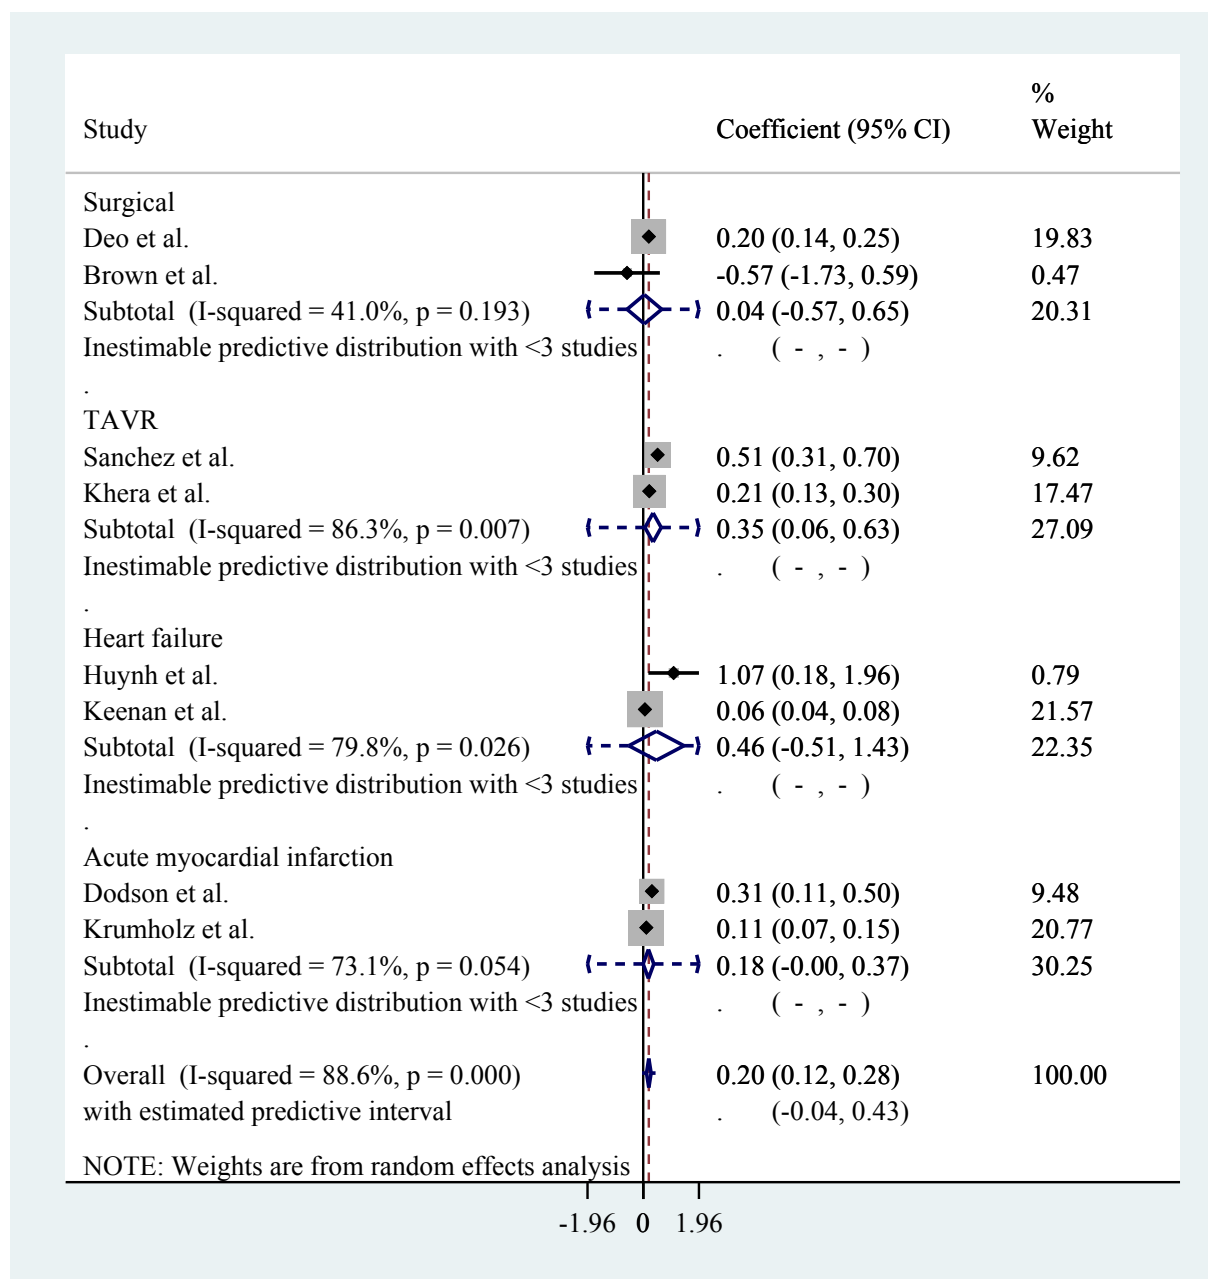 %
Study Coefficient (95% CI) Weight
Surgical
Deo et al. 0.20 (0.14, 0.25) 19.83
Brown et al. -0.57 (-1.73, 0.59) 0.47
Subtotal (I-squared = 41.0%, p = 0.193) 0.04 (-0.57, 0.65) 20.31
Inestimable predictive distribution with <3 studies . ( - , - )
.
TAVR
Sanchez et al. 0.51 (0.31, 0.70) 9.62
Khera et al. 0.21 (0.13, 0.30) 17.47
Subtotal (I-squared = 86.3%, p = 0.007) 0.35 (0.06, 0.63) 27.09
Inestimable predictive distribution with <3 studies . ( - , - )
.
Heart failure
Huynh et al. 1.07 (0.18, 1.96) 0.79
Keenan et al. 0.06 (0.04, 0.08) 21.57
Subtotal (I-squared = 79.8%, p = 0.026) 0.46 (-0.51, 1.43) 22.35
Inestimable predictive distribution with <3 studies . ( - , - )
.
Acute myocardial infarction
Dodson et al. 0.31 (0.11, 0.50) 9.48
Krumholz et al. 0.11 (0.07, 0.15) 20.77
Subtotal (I-squared = 73.1%, p = 0.054) 0.18 (-0.00, 0.37) 30.25
Inestimable predictive distribution with <3 studies . ( - , - )
.
Overall (I-squared = 88.6%, p = 0.000) 0.20 (0.12, 0.28) 100.00
with estimated predictive interval . (-0.04, 0.43)
NOTE: Weights are from random effects analysis
-1.96 0 1.96